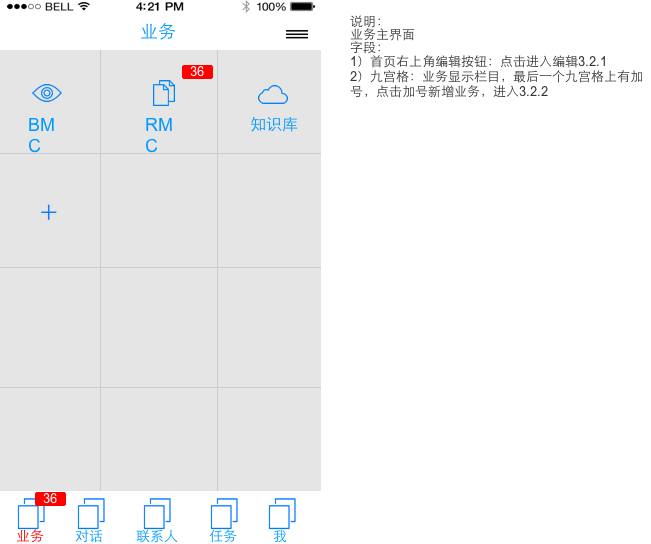 BELL 4:21 PM 100%
业务
36
BM
C
RM
C
知识库
36
业务 对话 联系人 任务 我
说明：
业务主界面
字段：
1）首页右上角编辑按钮：点击进入编辑3.2.1
2）九宫格：业务显示栏目，最后一个九宫格上有加
号，点击加号新增业务，进入3.2.2